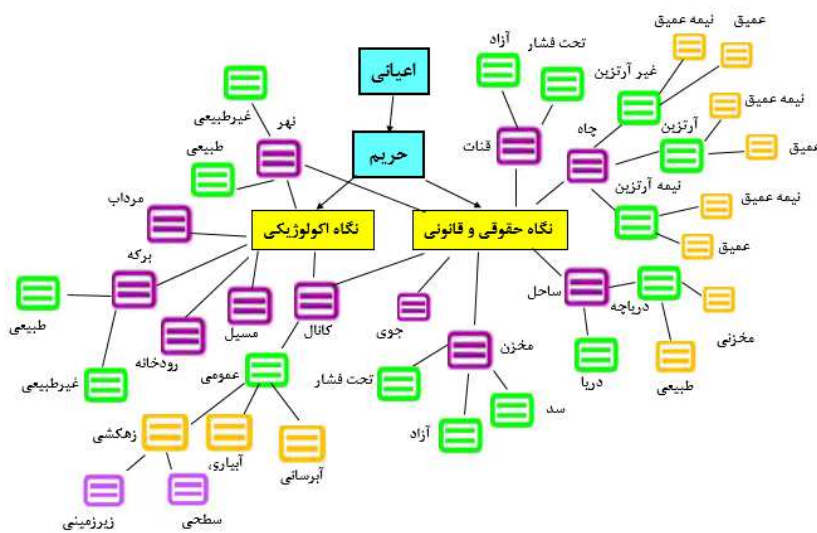 اعیانی
حریم
نگاه حقوقی و قانونی
نگاه اکولوژیکی
عمیق
نیمه عمیق
غیر آرتزین
تحت فشار
آزاد
نیمه عمیق
آرتزین
چاه
قنات
عمیق
نیمه آرتزین
نیمه عمیق
عمیق
نهر
غیرطبیعی
طبیعی
مرداب
برکه
طبیعی
غیرطبیعی
رودخانه
مسیل
کانال
جوی
مخزن
ساحل
دریاچه
مخزنی
طبیعی
دریا
سد
آزاد
تحت فشار
عمومی
زهکشی
آبیاری
آبرسانی
سطحی
زیرزمینی